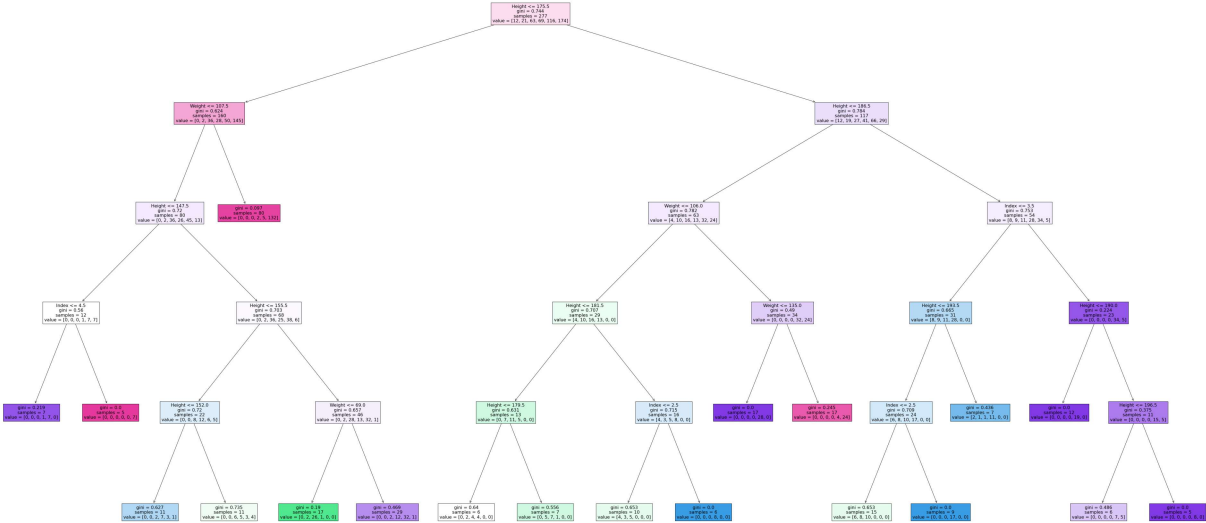 Height <= 175.5
gini = 0.744
samples = 277
value = [12, 21, 63, 69, 116, 174]
Weight <= 107.5
gini = 0.624
samples = 160
value = [0, 2, 36, 28, 50, 145]
Height <= 186.5
gini = 0.784
samples = 117
value = [12, 19, 27, 41, 66, 29]
Height <= 147.5
gini = 0.72
samples = 80
value = [0, 2, 36, 26, 45, 13]
gini = 0.097
samples = 80
value = [0, 0, 0, 2, 5, 132]
Weight <= 106.0
gini = 0.782
samples = 63
value = [4, 10, 16, 13, 32, 24]
Index <= 3.5
gini = 0.753
samples = 54
value = [8, 9, 11, 28, 34, 5]
Index <= 4.5
gini = 0.56
samples = 12
value = [0, 0, 0, 1, 7, 7]
Height <= 155.5
gini = 0.703
samples = 68
value = [0, 2, 36, 25, 38, 6]
Height <= 181.5
gini = 0.707
samples = 29
value = [4, 10, 16, 13, 0, 0]
Weight <= 135.0
gini = 0.49
samples = 34
value = [0, 0, 0, 0, 32, 24]
Height <= 193.5
gini = 0.665
samples = 31
value = [8, 9, 11, 28, 0, 0]
Height <= 190.0
gini = 0.224
samples = 23
value = [0, 0, 0, 0, 34, 5]
gini = 0.219
samples = 7
value = [0, 0, 0, 1, 7, 0]
gini = 0.0
samples = 5
value = [0, 0, 0, 0, 0, 7]
Height <= 152.0
gini = 0.72
samples = 22
value = [0, 0, 8, 12, 6, 5]
Weight <= 69.0
gini = 0.657
samples = 46
value = [0, 2, 28, 13, 32, 1]
Height <= 179.5
gini = 0.631
samples = 13
value = [0, 7, 11, 5, 0, 0]
Index <= 2.5
gini = 0.715
samples = 16
value = [4, 3, 5, 8, 0, 0]
gini = 0.0
samples = 17
value = [0, 0, 0, 0, 28, 0]
gini = 0.245
samples = 17
value = [0, 0, 0, 0, 4, 24]
Index <= 2.5
gini = 0.709
samples = 24
value = [6, 8, 10, 17, 0, 0]
gini = 0.436
samples = 7
value = [2, 1, 1, 11, 0, 0]
gini = 0.0
samples = 12
Height <= 196.5
gini = 0.375
samples = 11
value = [0, 0, 0, 0, 15, 5]
gini = 0.627
samples = 11
value = [0, 0, 2, 7, 3, 1]
gini = 0.735
samples = 11
value = [0, 0, 6, 5, 3, 4]
gini = 0.19
samples = 17
value = [0, 2, 26, 1, 0, 0]
gini = 0.469
samples = 29
value = [0, 0, 2, 12, 32, 1]
gini = 0.64
samples = 6
value = [0, 2, 4, 4, 0, 0]
gini = 0.556
samples = 7
value = [0, 5, 7, 1, 0, 0]
gini = 0.653
samples = 10
value = [4, 3, 5, 0, 0, 0]
gini = 0.0
samples = 6
value = [0, 0, 0, 8, 0, 0]
gini = 0.653
samples = 15
value = [6, 8, 10, 0, 0, 0]
gini = 0.0
samples = 9
value = [0, 0, 0, 17, 0, 0]
gini = 0.486
samples = 6
value = [0, 0, 0, 0, 7, 5]
gini = 0.0
samples = 5
value = [0, 0, 0, 0, 8, 0]